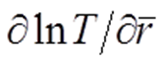 ∂ ln T / ∂r̄